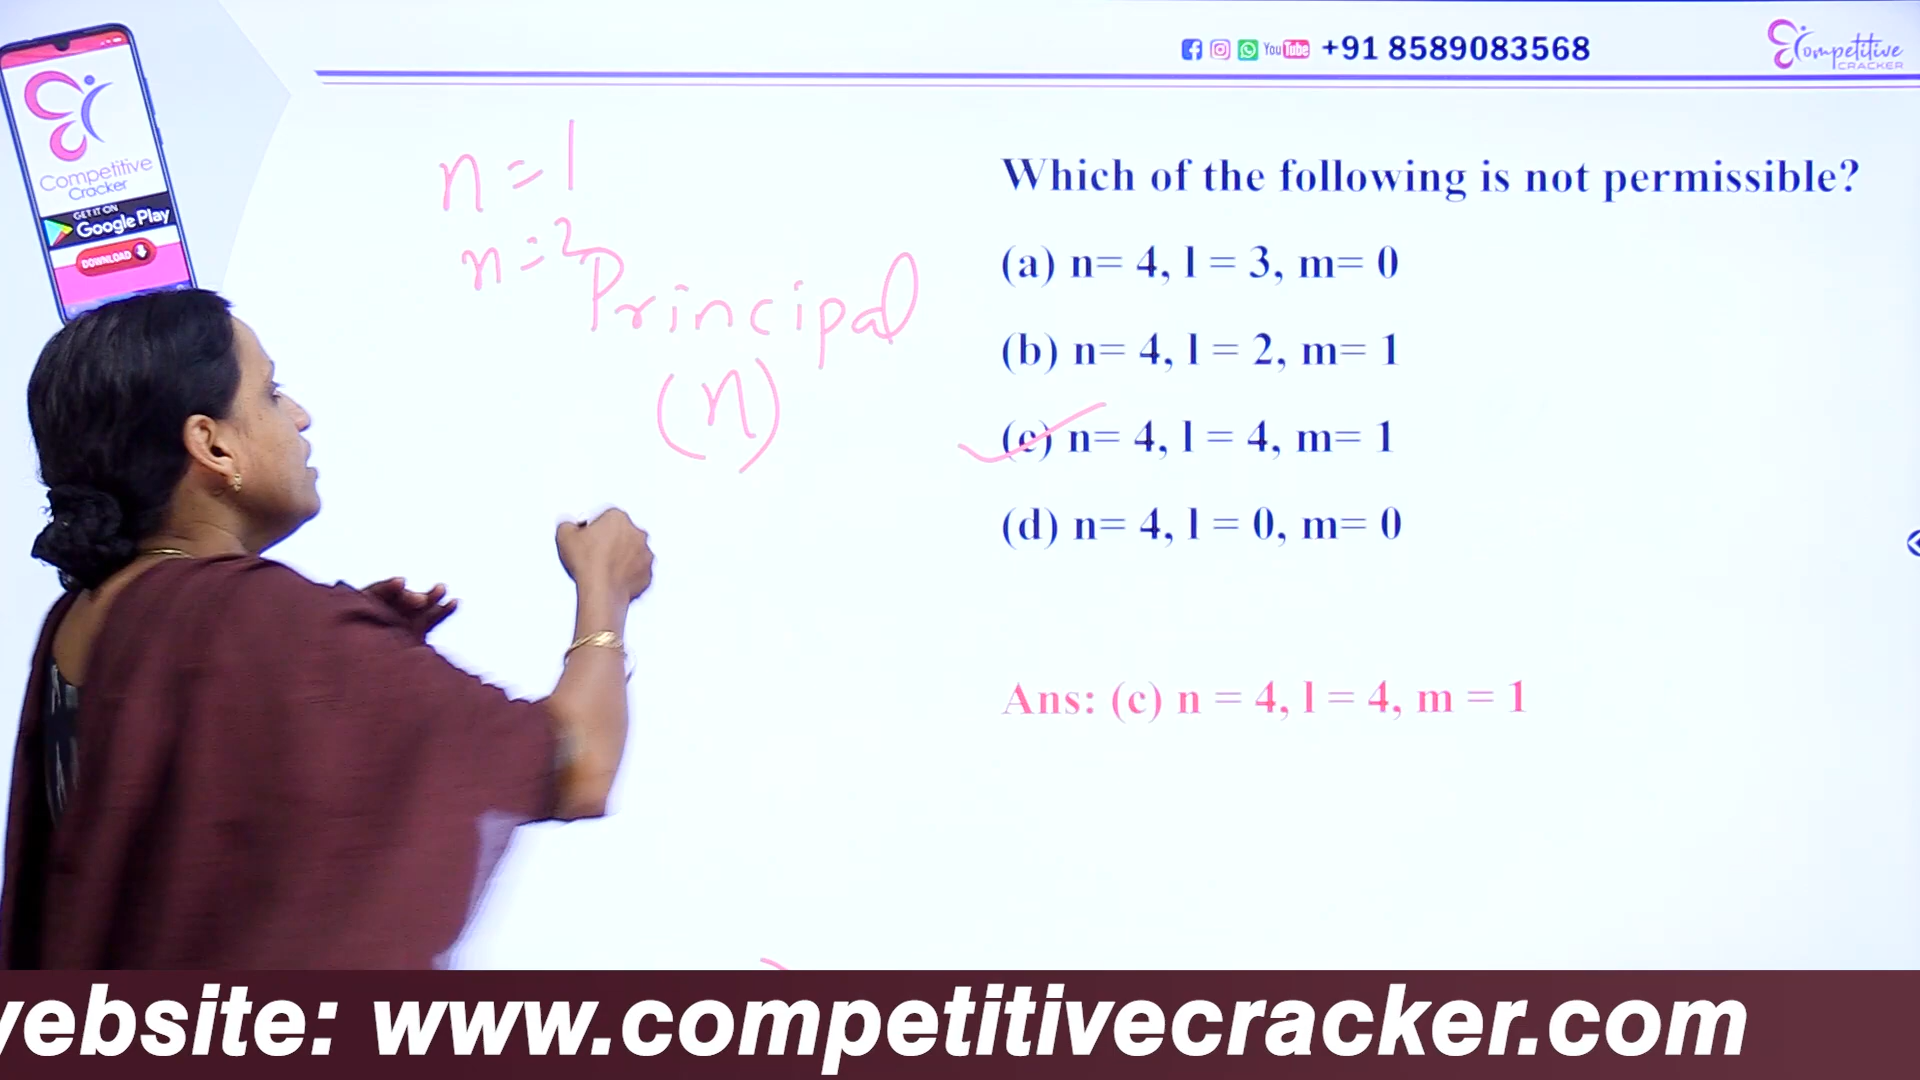 YouTube +91 8589083568
Competitive
CRACKER
Competitive
Cracker
GET IT ON
Google Play
DOWNLOAD
n = 1
n = 2
Principal
(n)
Which of the following is not permissible?
(a) n= 4, l = 3, m= 0
(b) n= 4, l = 2, m= 1
(c) n= 4, l = 4, m= 1
(d) n= 4, l = 0, m= 0
Ans: (c) n = 4, l = 4, m = 1
website: www.competitivecracker.com